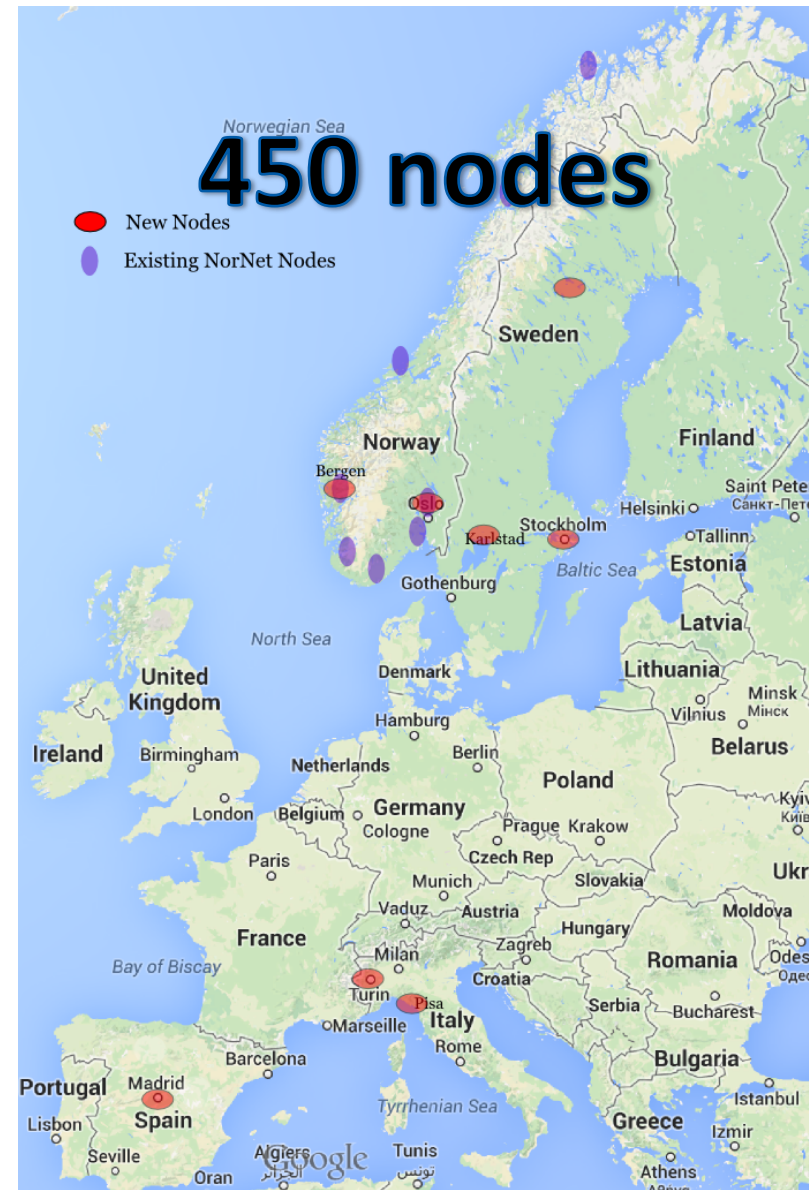 Norwegian Sea
450 nodes
New Nodes
Existing NorNet Nodes
Sweden
Norway
Finland
Bergen
Saint Pete
Санкт-Пете
Oslo
Helsinki
Stockholm
Karlstad
Tallinn
Baltic Sea
Estonia
Gothenburg
Latvia
North Sea
Denmark
Lithuania
United
Kingdom
Minsk
Мінск
Vilnius
Hamburg
Ireland
Birmingham
Berlin
Belarus
Netherlands
Poland
Kyiv
Київ
London
Belgium
Germany
Cologne
Prague
Krakow
Paris
Czech Rep
Ukr
Munich
Slovakia
Vaduz
Austria
Moldova
Hungary
France
Zagreb
Milan
Romania
Odes
Одес
Bay of Biscay
Croatia
Turin
Pisa
Serbia
Bucharest
Marseille
Italy
Rome
Barcelona
Bulgaria
Portugal
Madrid
Istanbul
Tyrrhenian Sea
Lisbon
Spain
Greece
Izmir
Seville
Algiers
الجزائر
Google
Tunis
تونس
Oran
Athens